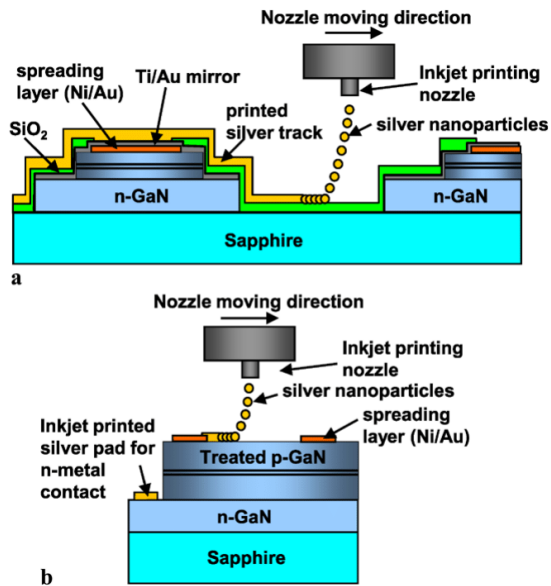 Nozzle moving direction
spreading
layer (Ni/Au)
Ti/Au mirror
Inkjet printing
nozzle
SiO2
printed
silver track
silver nanoparticles
n-GaN
n-GaN
Sapphire
a
Nozzle moving direction
Inkjet printing
nozzle
silver nanoparticles
Inkjet printed
silver pad for
n-metal
contact
spreading
layer (Ni/Au)
Treated p-GaN
n-GaN
Sapphire
b